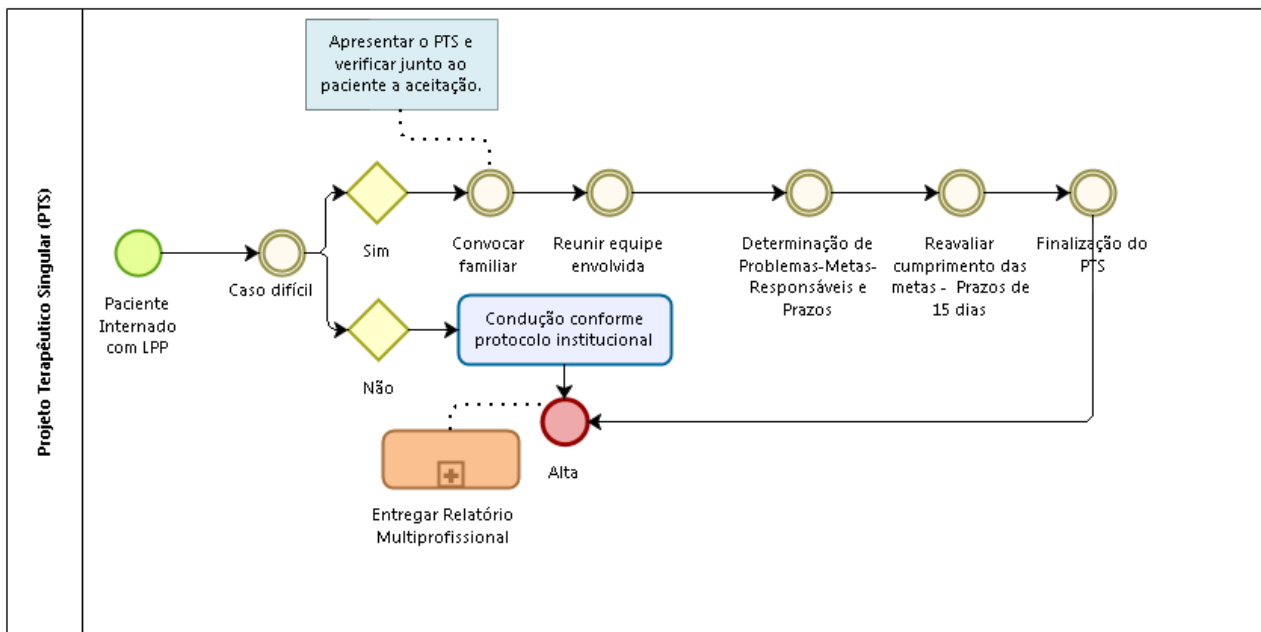 Projeto Terapêutico Singular (PTS)
Apresentar o PTS e
verificar junto ao
paciente a aceitação.
Paciente
Internado
com LPP
Caso difícil
Sim
Convocar
familiar
Reunir equipe
envolvida
Determinação de
Problemas-Metas-
Responsáveis e
Prazos
Reavaliar
cumprimento das
metas - Prazos de
15 dias
Finalização do
PTS
Não
Condução conforme
protocolo institucional
Alta
Entregar Relatório
Multiprofissional